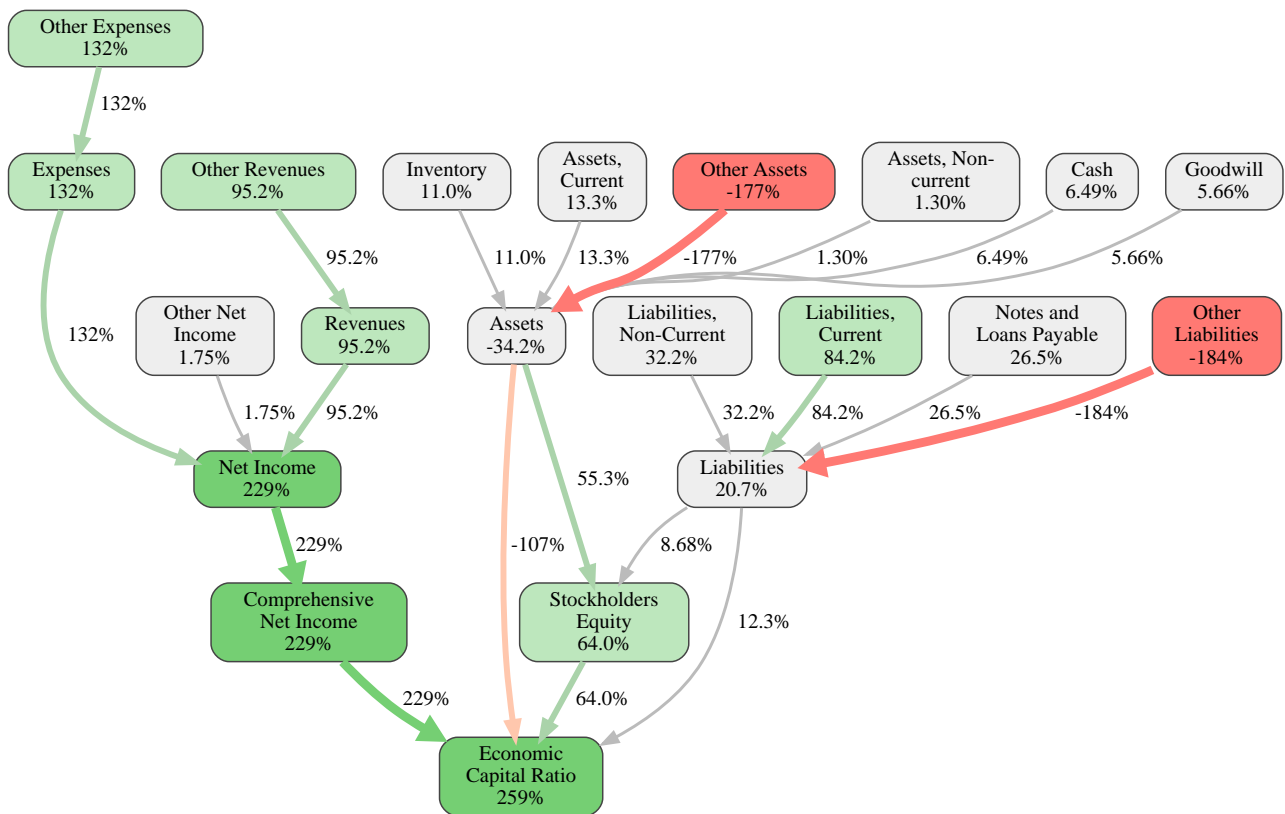 Other Expenses
132%
132%
Expenses
132%
Other Revenues
95.2%
Inventory
11.0%
Assets,
Current
13.3%
Other Assets
-177%
Assets, Non-
current
1.30%
Cash
6.49%
Goodwill
5.66%
95.2%
11.0%
13.3%
-177%
1.30%
6.49%
5.66%
132%
Other Net
Income
1.75%
Revenues
95.2%
Assets
-34.2%
Liabilities,
Non-Current
32.2%
Liabilities,
Current
84.2%
Notes and
Loans Payable
26.5%
Other
Liabilities
-184%
1.75%
95.2%
32.2%
84.2%
26.5%
-184%
Net Income
229%
55.3%
Liabilities
20.7%
229%
-107%
8.68%
Comprehensive
Net Income
229%
Stockholders
Equity
64.0%
12.3%
229%
64.0%
Economic
Capital Ratio
259%